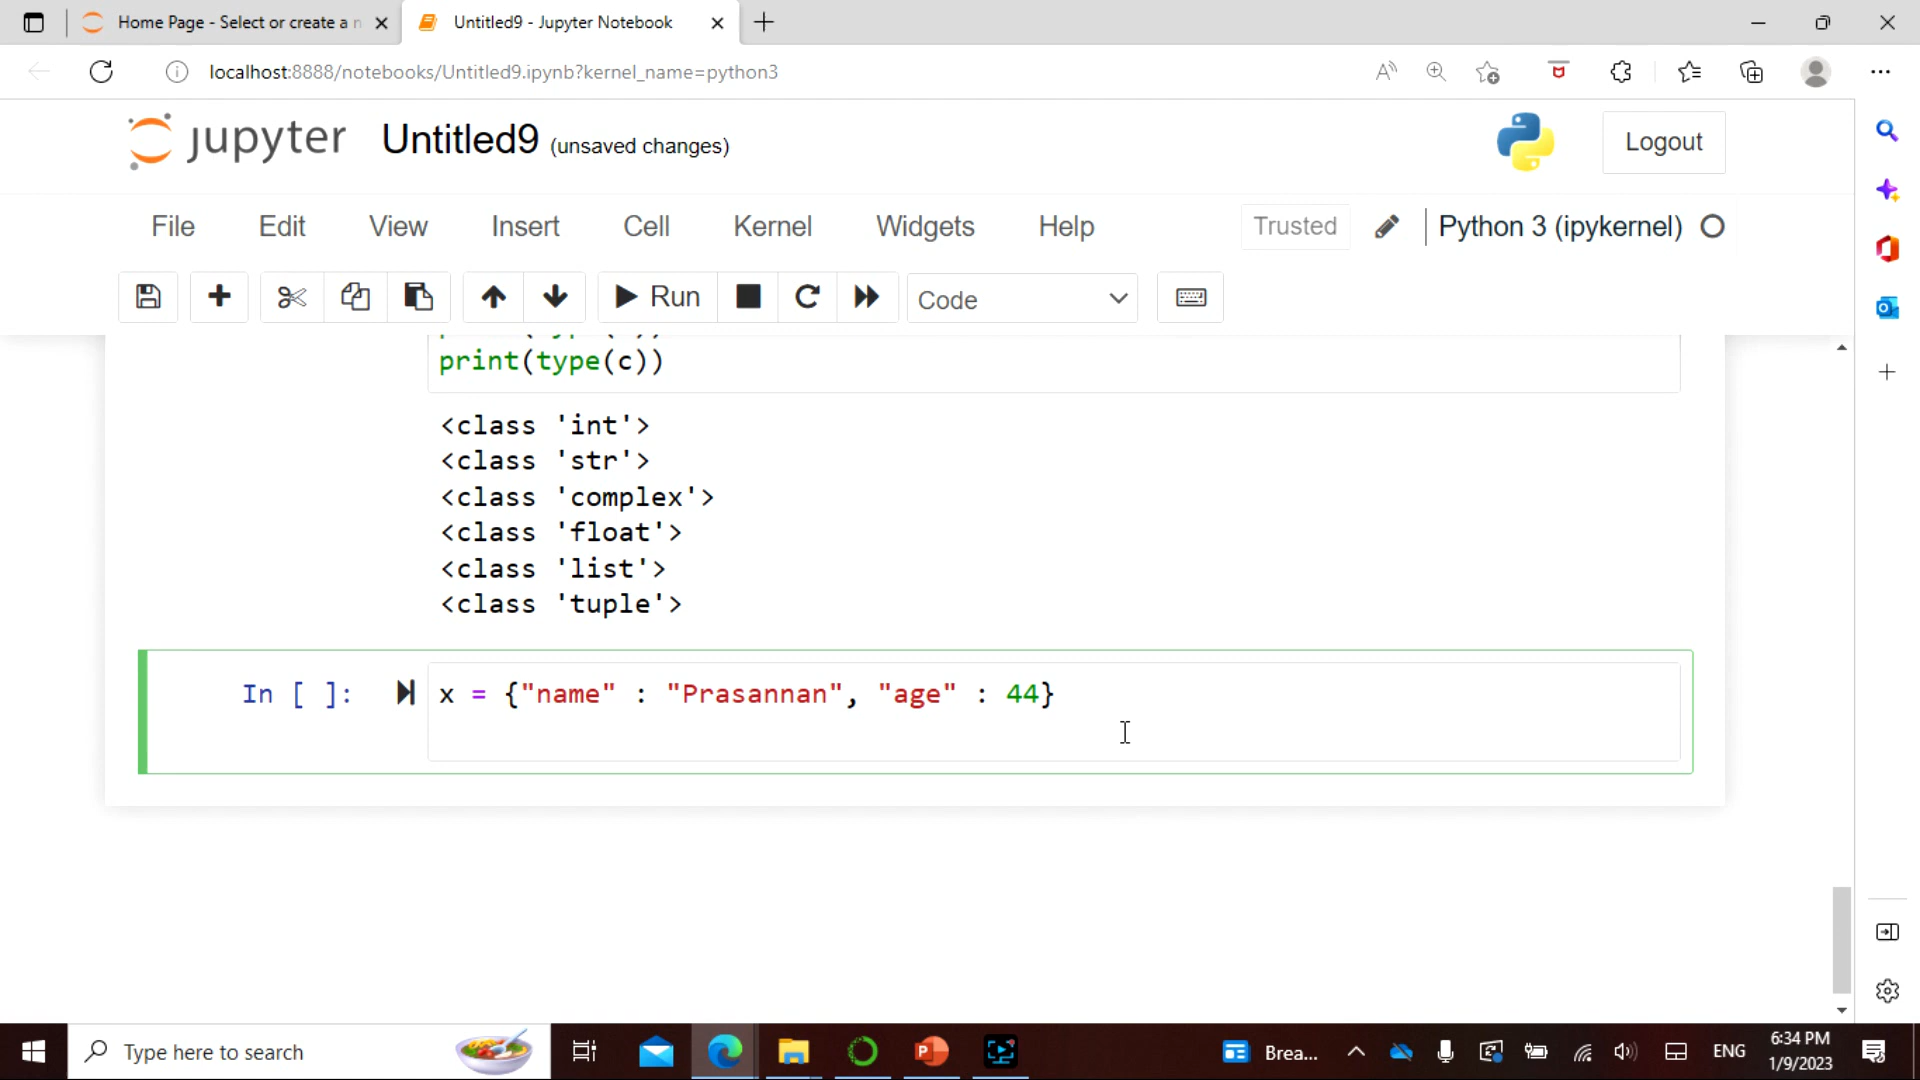 Home Page - Select or create a n
Untitled9 - Jupyter Notebook
localhost:8888/notebooks/Untitled9.ipynb?kernel_name=python3
jupyter Untitled9 (unsaved changes)
Logout
File Edit View Insert Cell Kernel Widgets Help
Trusted
Python 3 (ipykernel)
Run
Code
print(type(c))
<class 'int'>
<class 'str'>
<class 'complex'>
<class 'float'>
<class 'list'>
<class 'tuple'>
In [ ]:
x = {"name" : "Prasannan", "age" : 44}
Type here to search
Brea...
ENG
6:34 PM
1/9/2023